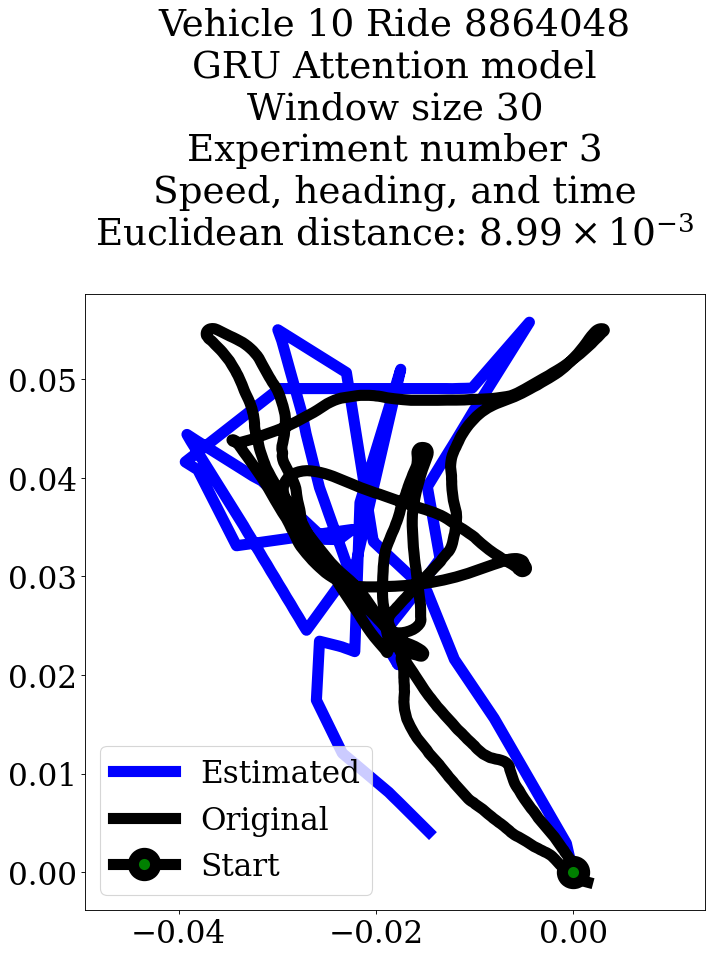 Vehicle 10 Ride 8864048
GRU Attention model
Window size 30
Experiment number 3
Speed, heading, and time
Euclidean distance: 8.99 × 10⁻³
0.05
0.04
0.03
0.02
0.01
0.00
Estimated
Original
Start
−0.04 −0.02 0.00